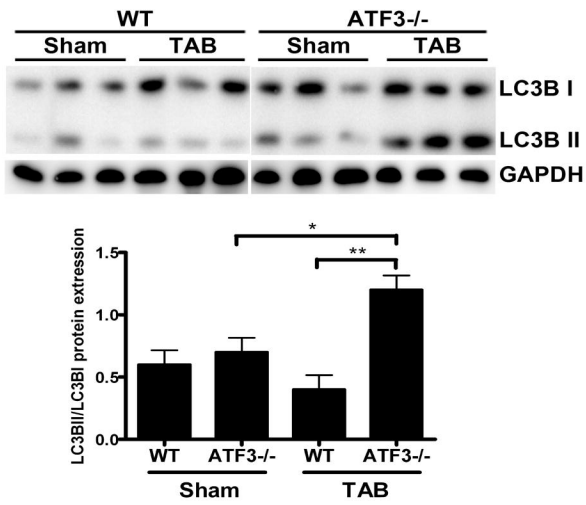 WT ATF3-/-
Sham TAB Sham TAB
LC3B I
LC3B II
GAPDH
* 
**
LC3BII/LC3BI protein extression
1.5
1.0
0.5
0.0
WT ATF3-/- WT ATF3-/-
Sham TAB